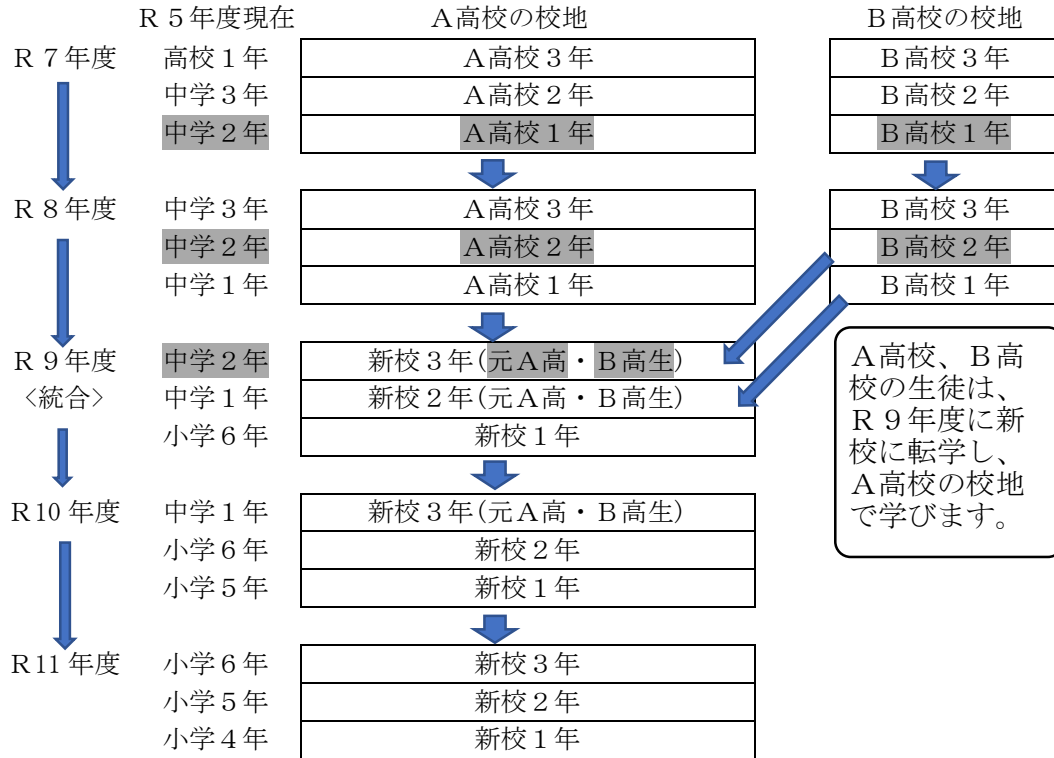 Ｒ５年度現在 Ａ高校の校地 Ｂ高校の校地
Ｒ７年度 高校１年 Ａ高校３年 Ｂ高校３年
中学３年 Ａ高校２年 Ｂ高校２年
中学２年 Ａ高校１年 Ｂ高校１年
Ｒ８年度 中学３年 Ａ高校３年 Ｂ高校３年
中学２年 Ａ高校２年 Ｂ高校２年
中学１年 Ａ高校１年 Ｂ高校１年
Ｒ９年度 中学２年 新校３年(元Ａ高・Ｂ高生)
<統合> 中学１年 新校２年(元Ａ高・Ｂ高生)
小学６年 新校１年
Ａ高校、Ｂ高
校の生徒は、
Ｒ９年度に新
校に転学し、
Ａ高校の校地
で学びます。
Ｒ10年度 中学１年 新校３年(元Ａ高・Ｂ高生)
小学６年 新校２年
小学５年 新校１年
Ｒ11年度 小学６年 新校３年
小学５年 新校２年
小学４年 新校１年